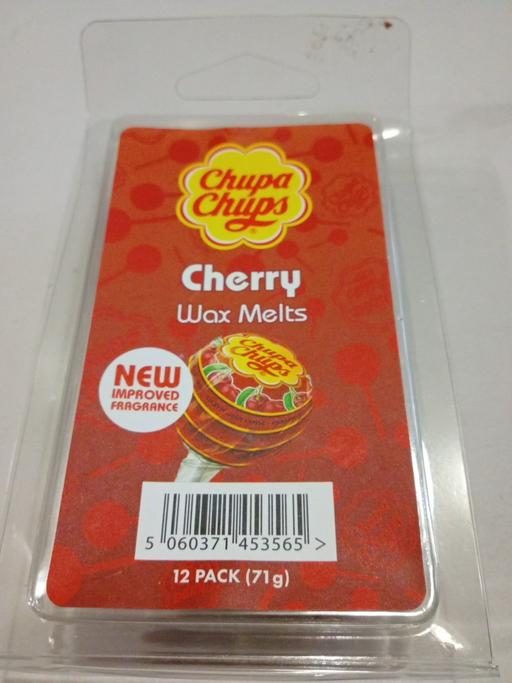 Chupa
Chups
Cherry
Wax Melts
Chupa
Chups
NEW
IMPROVED
FRAGRANCE
5 060371 453565 >
12 PACK (71g)